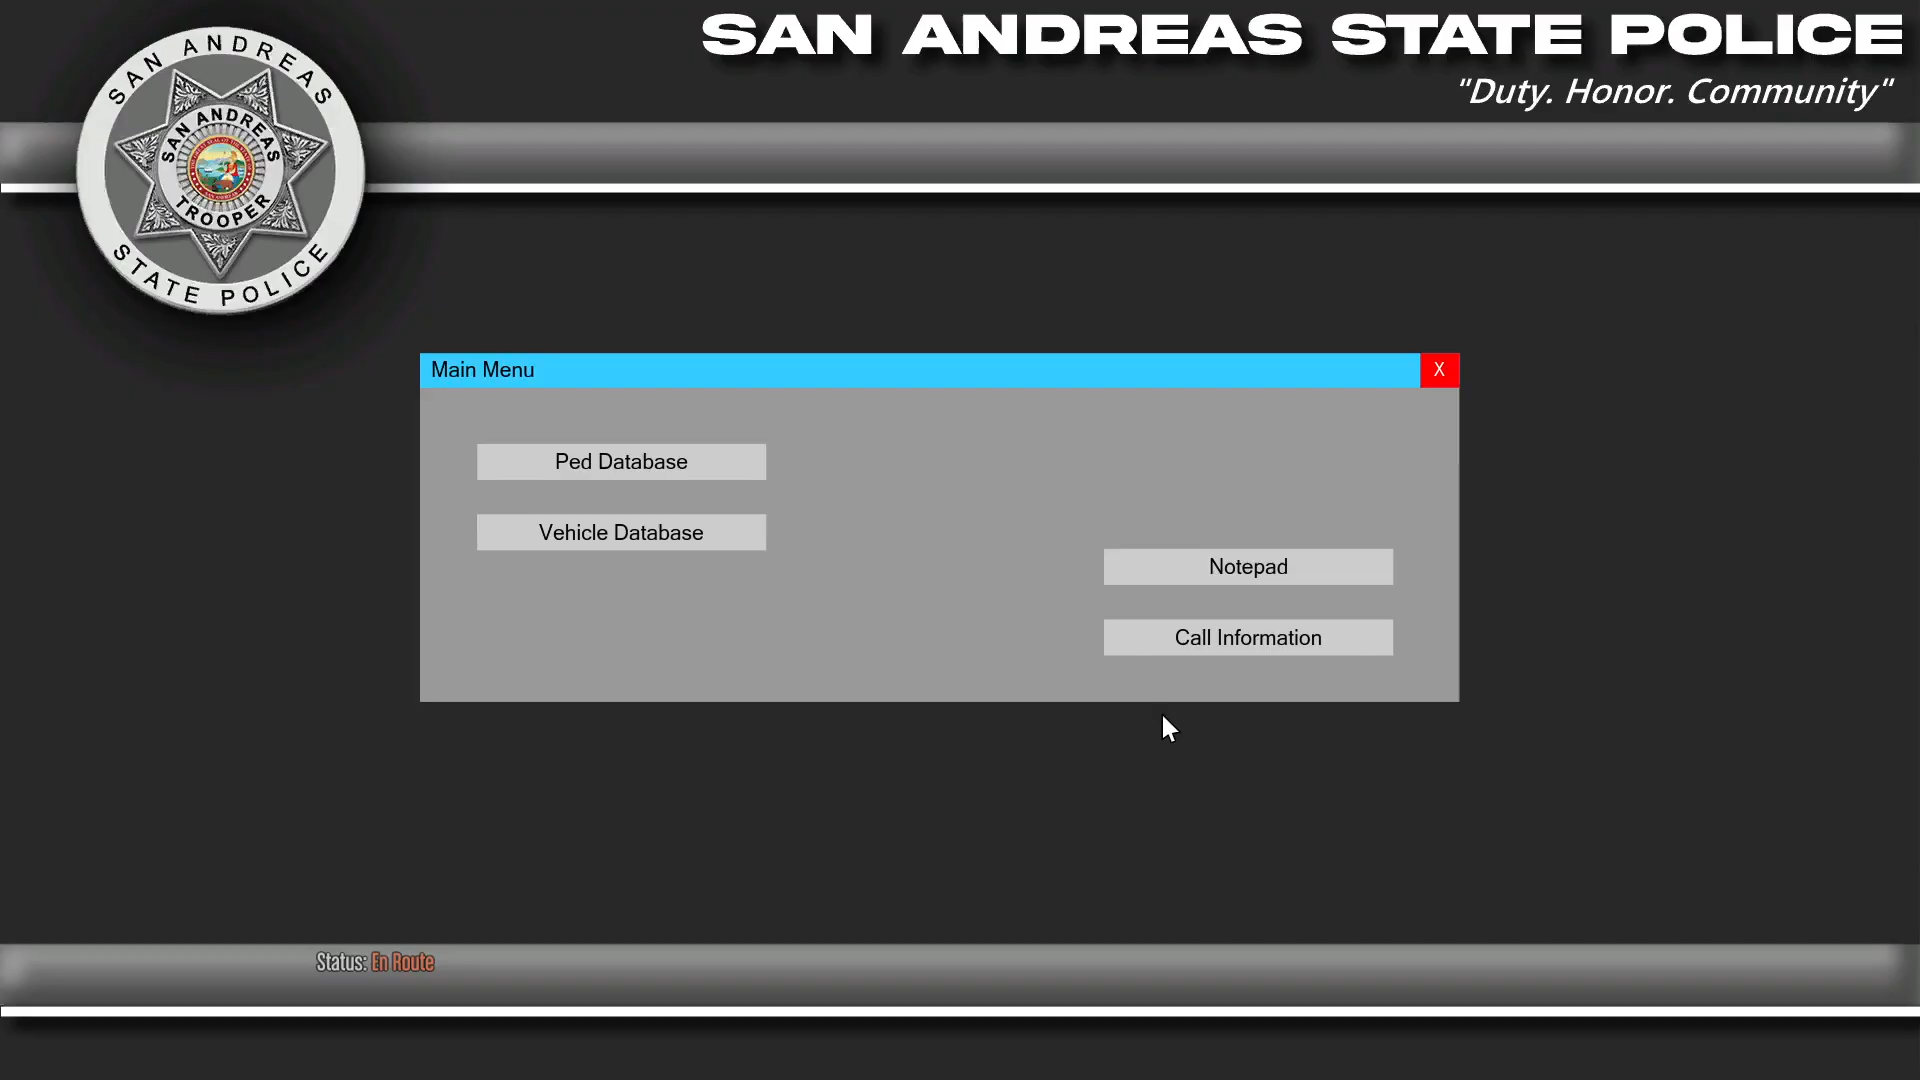 SAN ANDREAS STATE POLICE
"Duty. Honor. Community"
SAN ANDREAS
SAN ANDREAS
TROOPER
STATE POLICE
Main Menu
X
Ped Database
Vehicle Database
Notepad
Call Information
Status: En Route